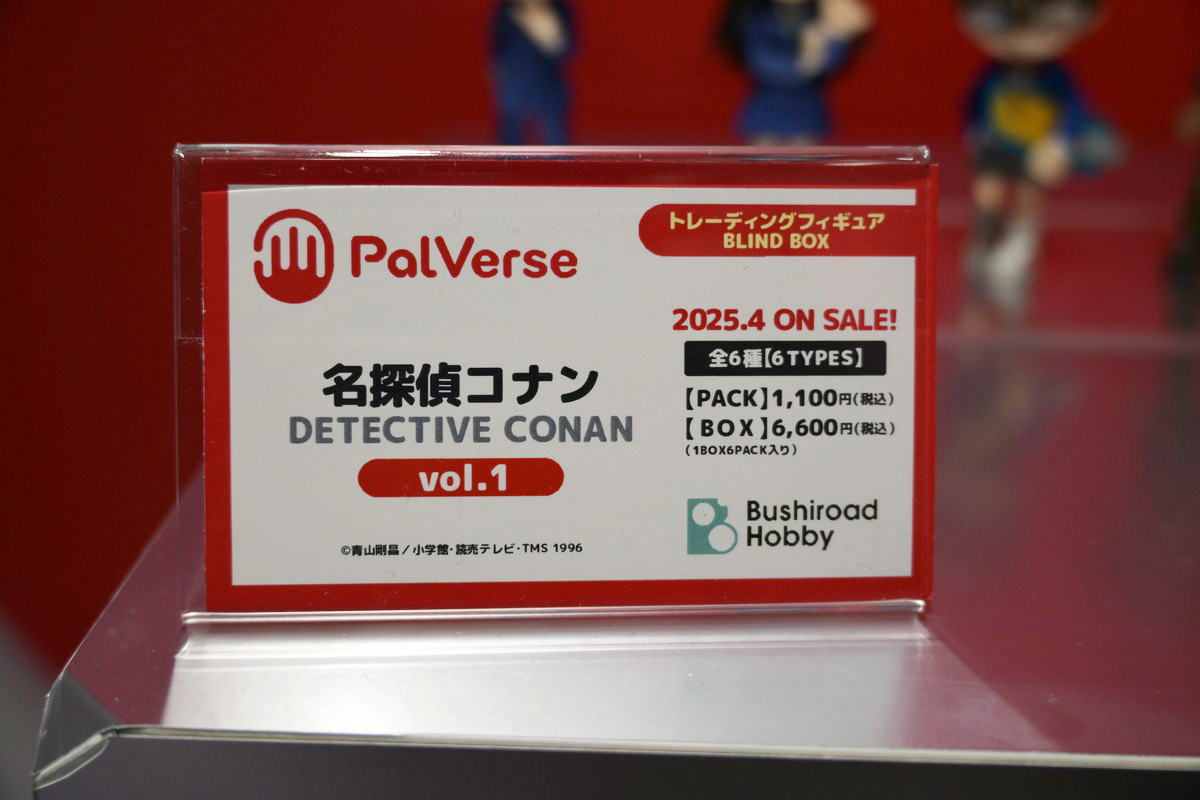 PalVerse
トレーディングフィギュア
BLIND BOX
2025.4 ON SALE!
全6種【6TYPES】
【PACK】1,100円(税込)
【BOX】6,600円(税込)
(1BOX6PACK入り)
名探偵コナン
DETECTIVE CONAN
vol.1
©青山剛昌/小学館・読売テレビ・TMS 1996
Bushiroad
Hobby